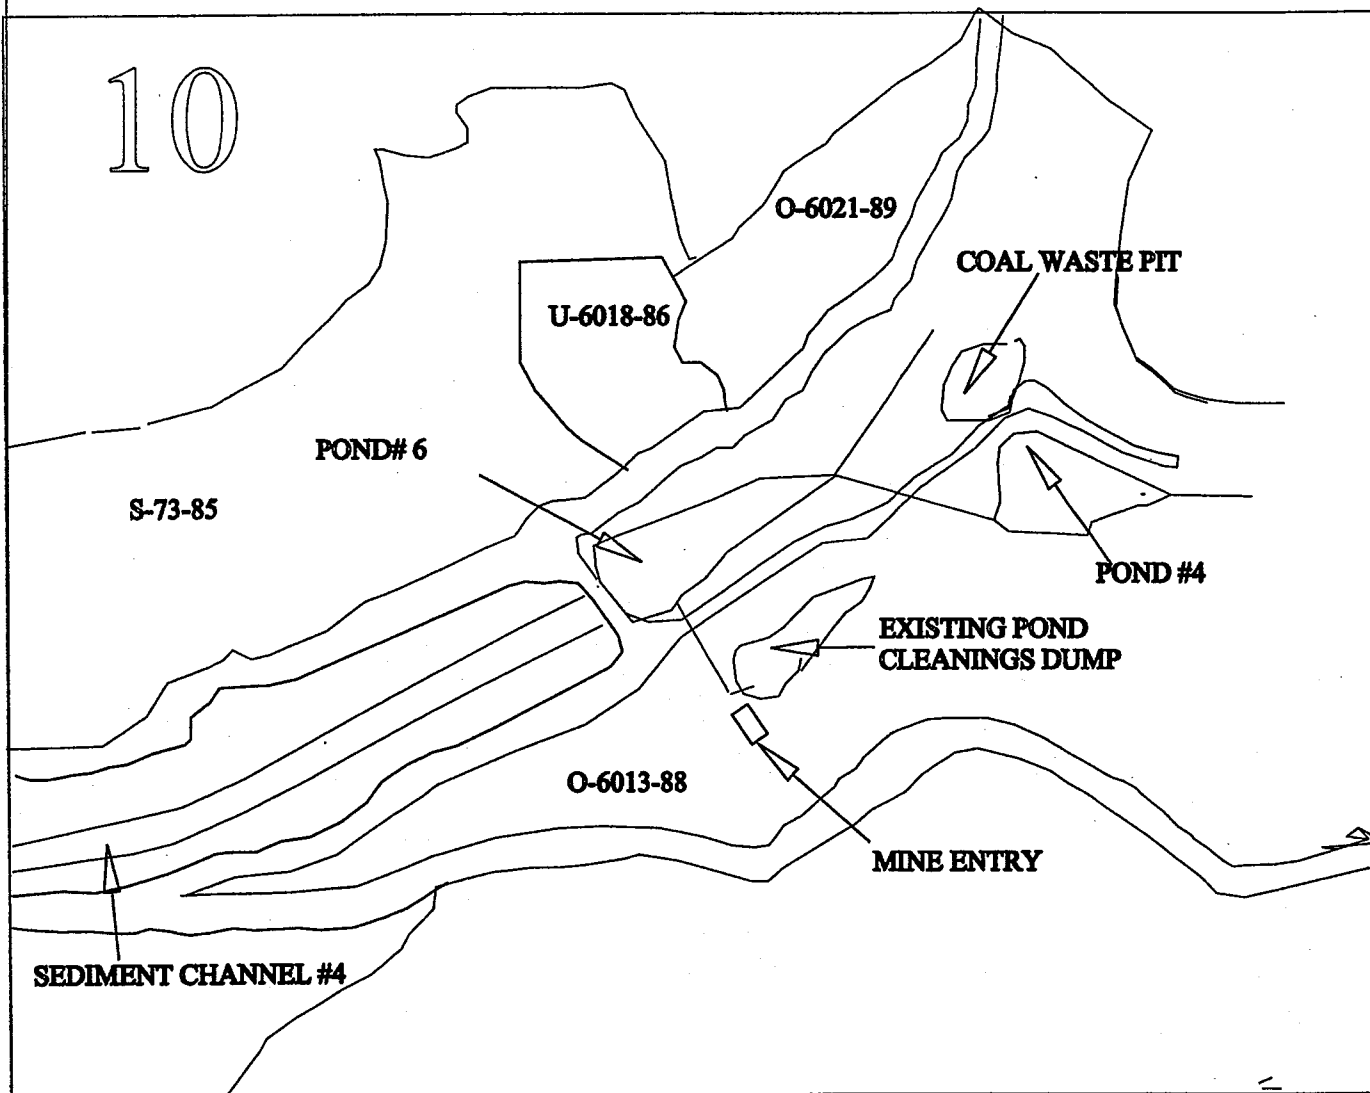 10
O-6021-89
COAL WASTE PIT
U-6018-86
POND# 6
S-73-85
POND #4
EXISTING POND
CLEANINGS DUMP
O-6013-88
MINE ENTRY
SEDIMENT CHANNEL #4